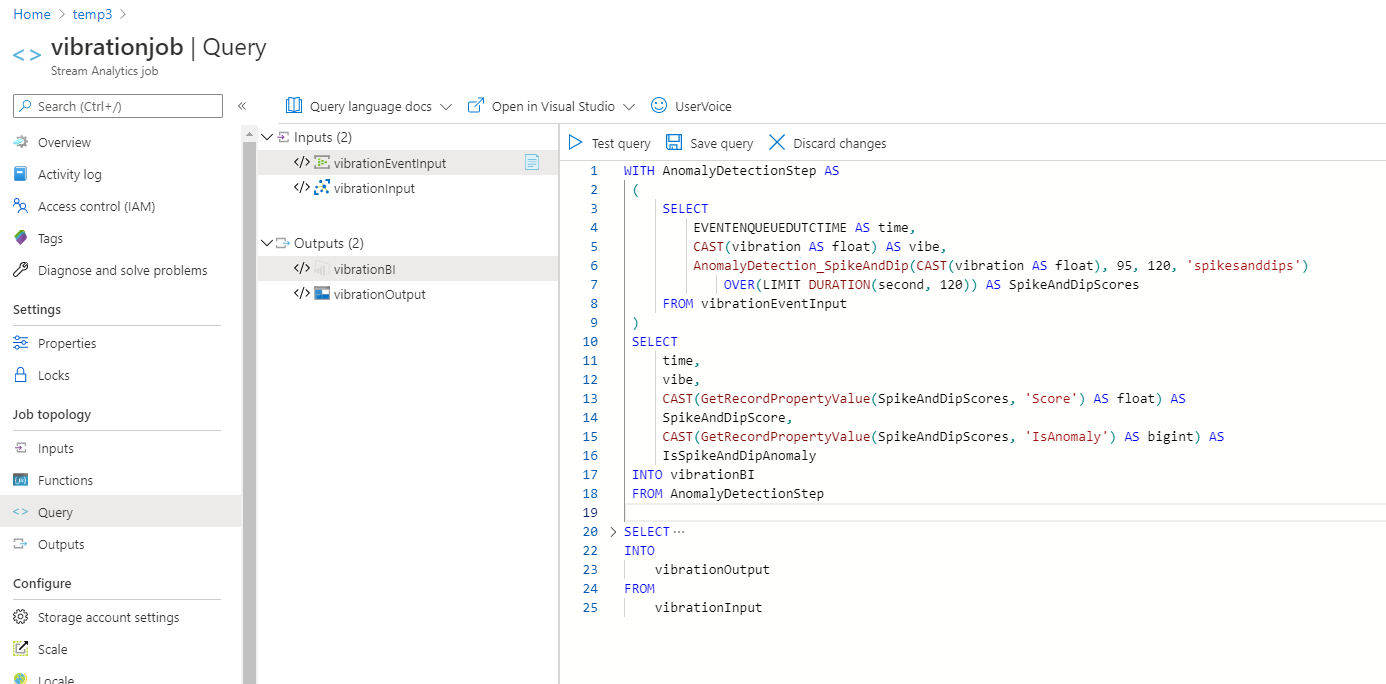 Home > temp3 >
<> vibrationjob | Query
Stream Analytics job
Search (Ctrl+/)
«
Overview
Activity log
Access control (IAM)
Tags
Diagnose and solve problems
Settings
Properties
Locks
Job topology
Inputs
Functions
<> Query
Outputs
Configure
Storage account settings
Scale
Locale
Query language docs
Open in Visual Studio
UserVoice
Inputs (2)
</> vibrationEventInput
</> vibrationInput
Outputs (2)
</> vibrationBI
</> vibrationOutput
Test query
Save query
Discard changes
1 WITH AnomalyDetectionStep AS
2 (
3 SELECT
4 EVENTENQUEUEDUTCTIME AS time,
5 CAST(vibration AS float) AS vibe,
6 AnomalyDetection_SpikeAndDip(CAST(vibration AS float), 95, 120, 'spikesanddips')
7 OVER(LIMIT DURATION(second, 120)) AS SpikeAndDipScores
8 FROM vibrationEventInput
9 )
10 SELECT
11 time,
12 vibe,
13 CAST(GetRecordPropertyValue(SpikeAndDipScores, 'Score') AS float) AS
14 SpikeAndDipScore,
15 CAST(GetRecordPropertyValue(SpikeAndDipScores, 'IsAnomaly') AS bigint) AS
16 IsSpikeAndDipAnomaly
17 INTO vibrationBI
18 FROM AnomalyDetectionStep
19
20 > SELECT ···
22 INTO
23 vibrationOutput
24 FROM
25 vibrationInput